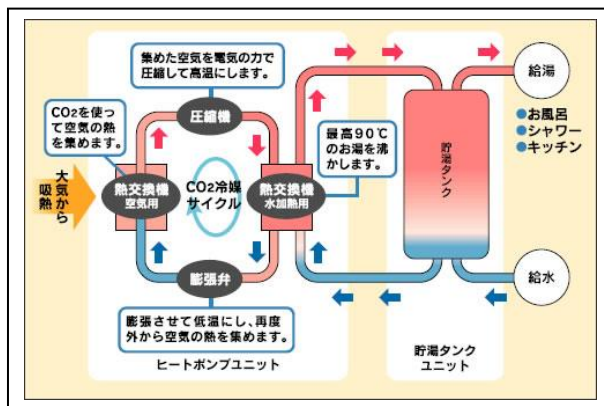 集めた空気を電気の力で
圧縮して高温にします。
給湯
CO2を使っ
て空気の熱
を集めます。
圧縮機
お風呂
シャワー
キッチン
最高90℃
のお湯を沸
かします。
貯湯タンク
大気から
吸熱
熱交換機
空気用
CO2冷媒
サイクル
熱交換機
水加熱用
膨張弁
給水
膨張させて低温にし、再度
外から空気の熱を集めます。
ヒートポンプユニット
貯湯タンク
ユニット